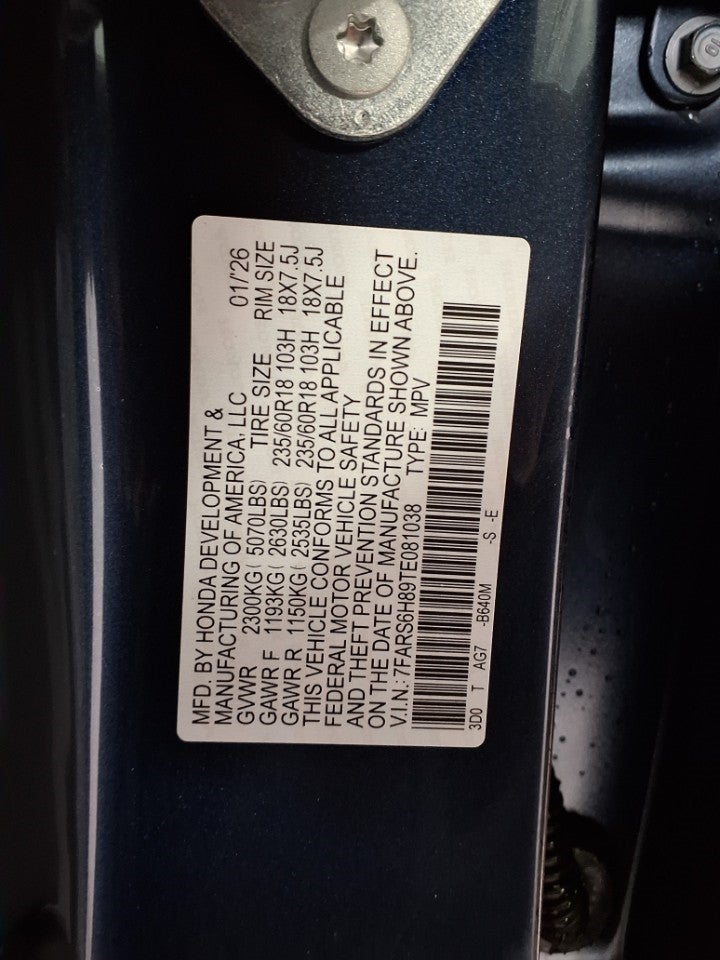 MFD. BY HONDA DEVELOPMENT &
MANUFACTURING OF AMERICA, LLC 01/'26
GVWR 2300KG( 5070LBS) TIRE SIZE RIM SIZE
GAWR F 1193KG( 2630LBS) 235/60R18 103H 18X7.5J
GAWR R 1150KG( 2535LBS) 235/60R18 103H 18X7.5J
THIS VEHICLE CONFORMS TO ALL APPLICABLE
FEDERAL MOTOR VEHICLE SAFETY
AND THEFT PREVENTION STANDARDS IN EFFECT
ON THE DATE OF MANUFACTURE SHOWN ABOVE.
V.I.N.: 7FARS6H89TE081038 TYPE: MPV
3D0 T AG7 -B640M -S -E